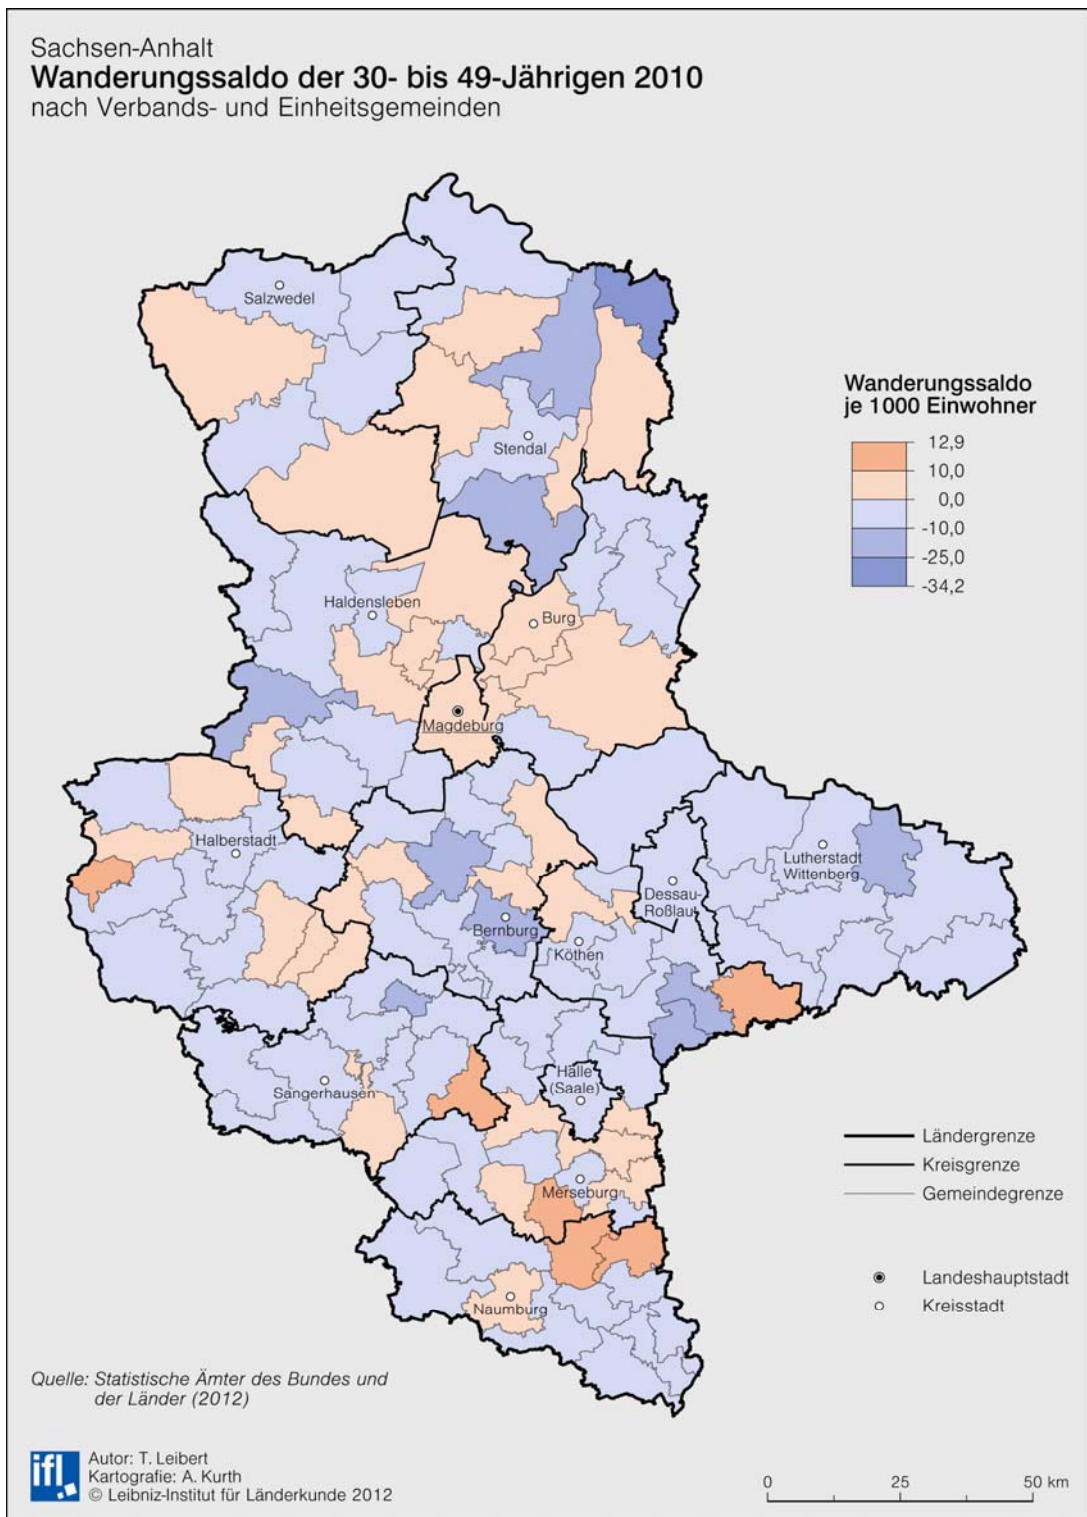 Sachsen-Anhalt
Wanderungssaldo der 30- bis 49-Jährigen 2010
nach Verbands- und Einheitsgemeinden
Salzwedel
Stendal
Wanderungssaldo
je 1000 Einwohner
12,9
10,0
0,0
-10,0
-25,0
-34,2
Haldensleben
Burg
Magdeburg
Halberstadt
Lutherstadt
Wittenberg
Dessau-
Roßlau
Bernburg
Köthen
Halle
(Saale)
Sangerhausen
Merseburg
Naumburg
Ländergrenze
Kreisgrenze
Gemeindegrenze
Landeshauptstadt
Kreisstadt
Quelle: Statistische Ämter des Bundes und
der Länder (2012)
ifl
Autor: T. Leibert
Kartografie: A. Kurth
© Leibniz-Institut für Länderkunde 2012
0 25 50 km